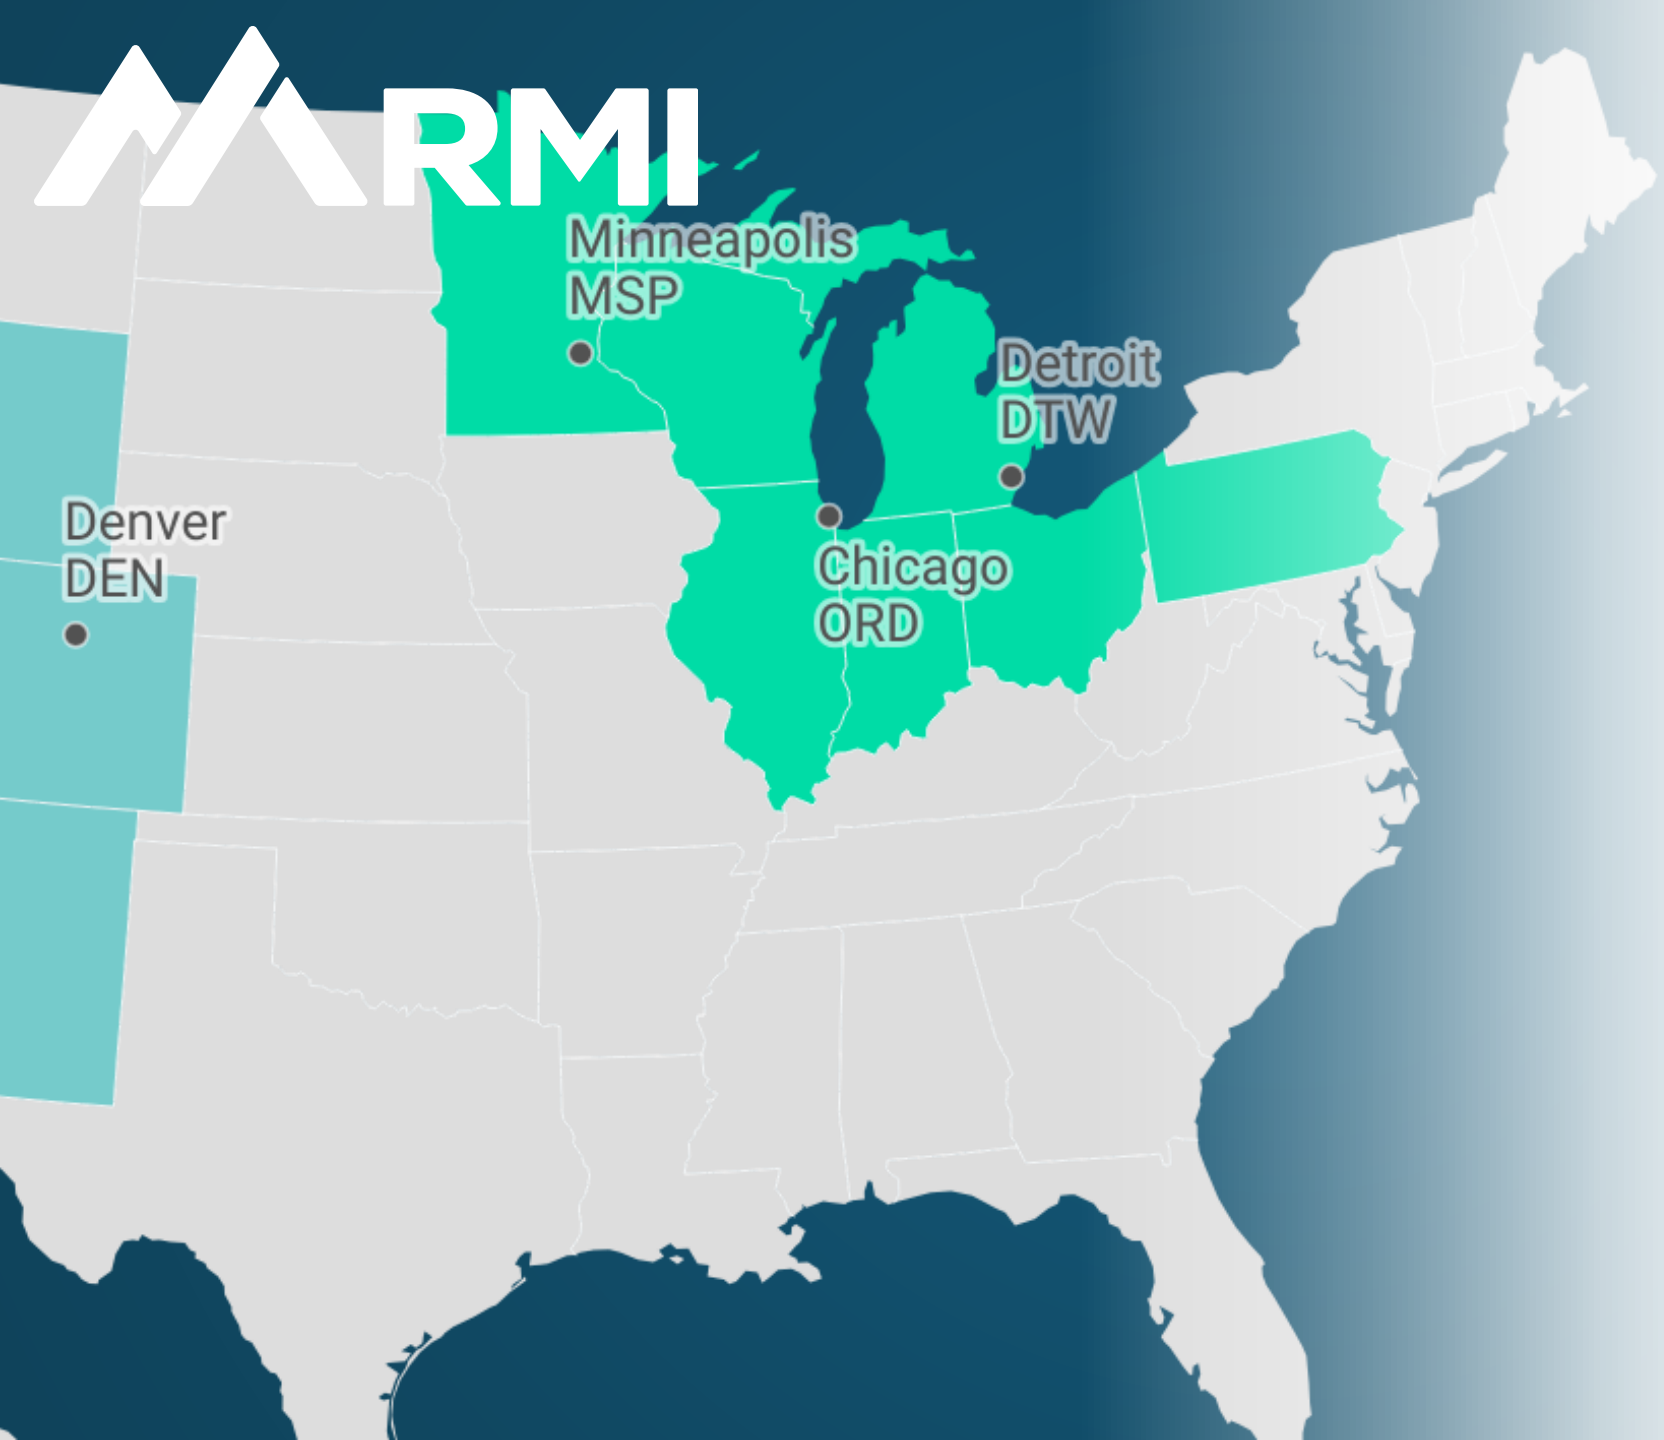 RMI
Minneapolis
MSP
Detroit
DTW
Denver
DEN
Chicago
ORD